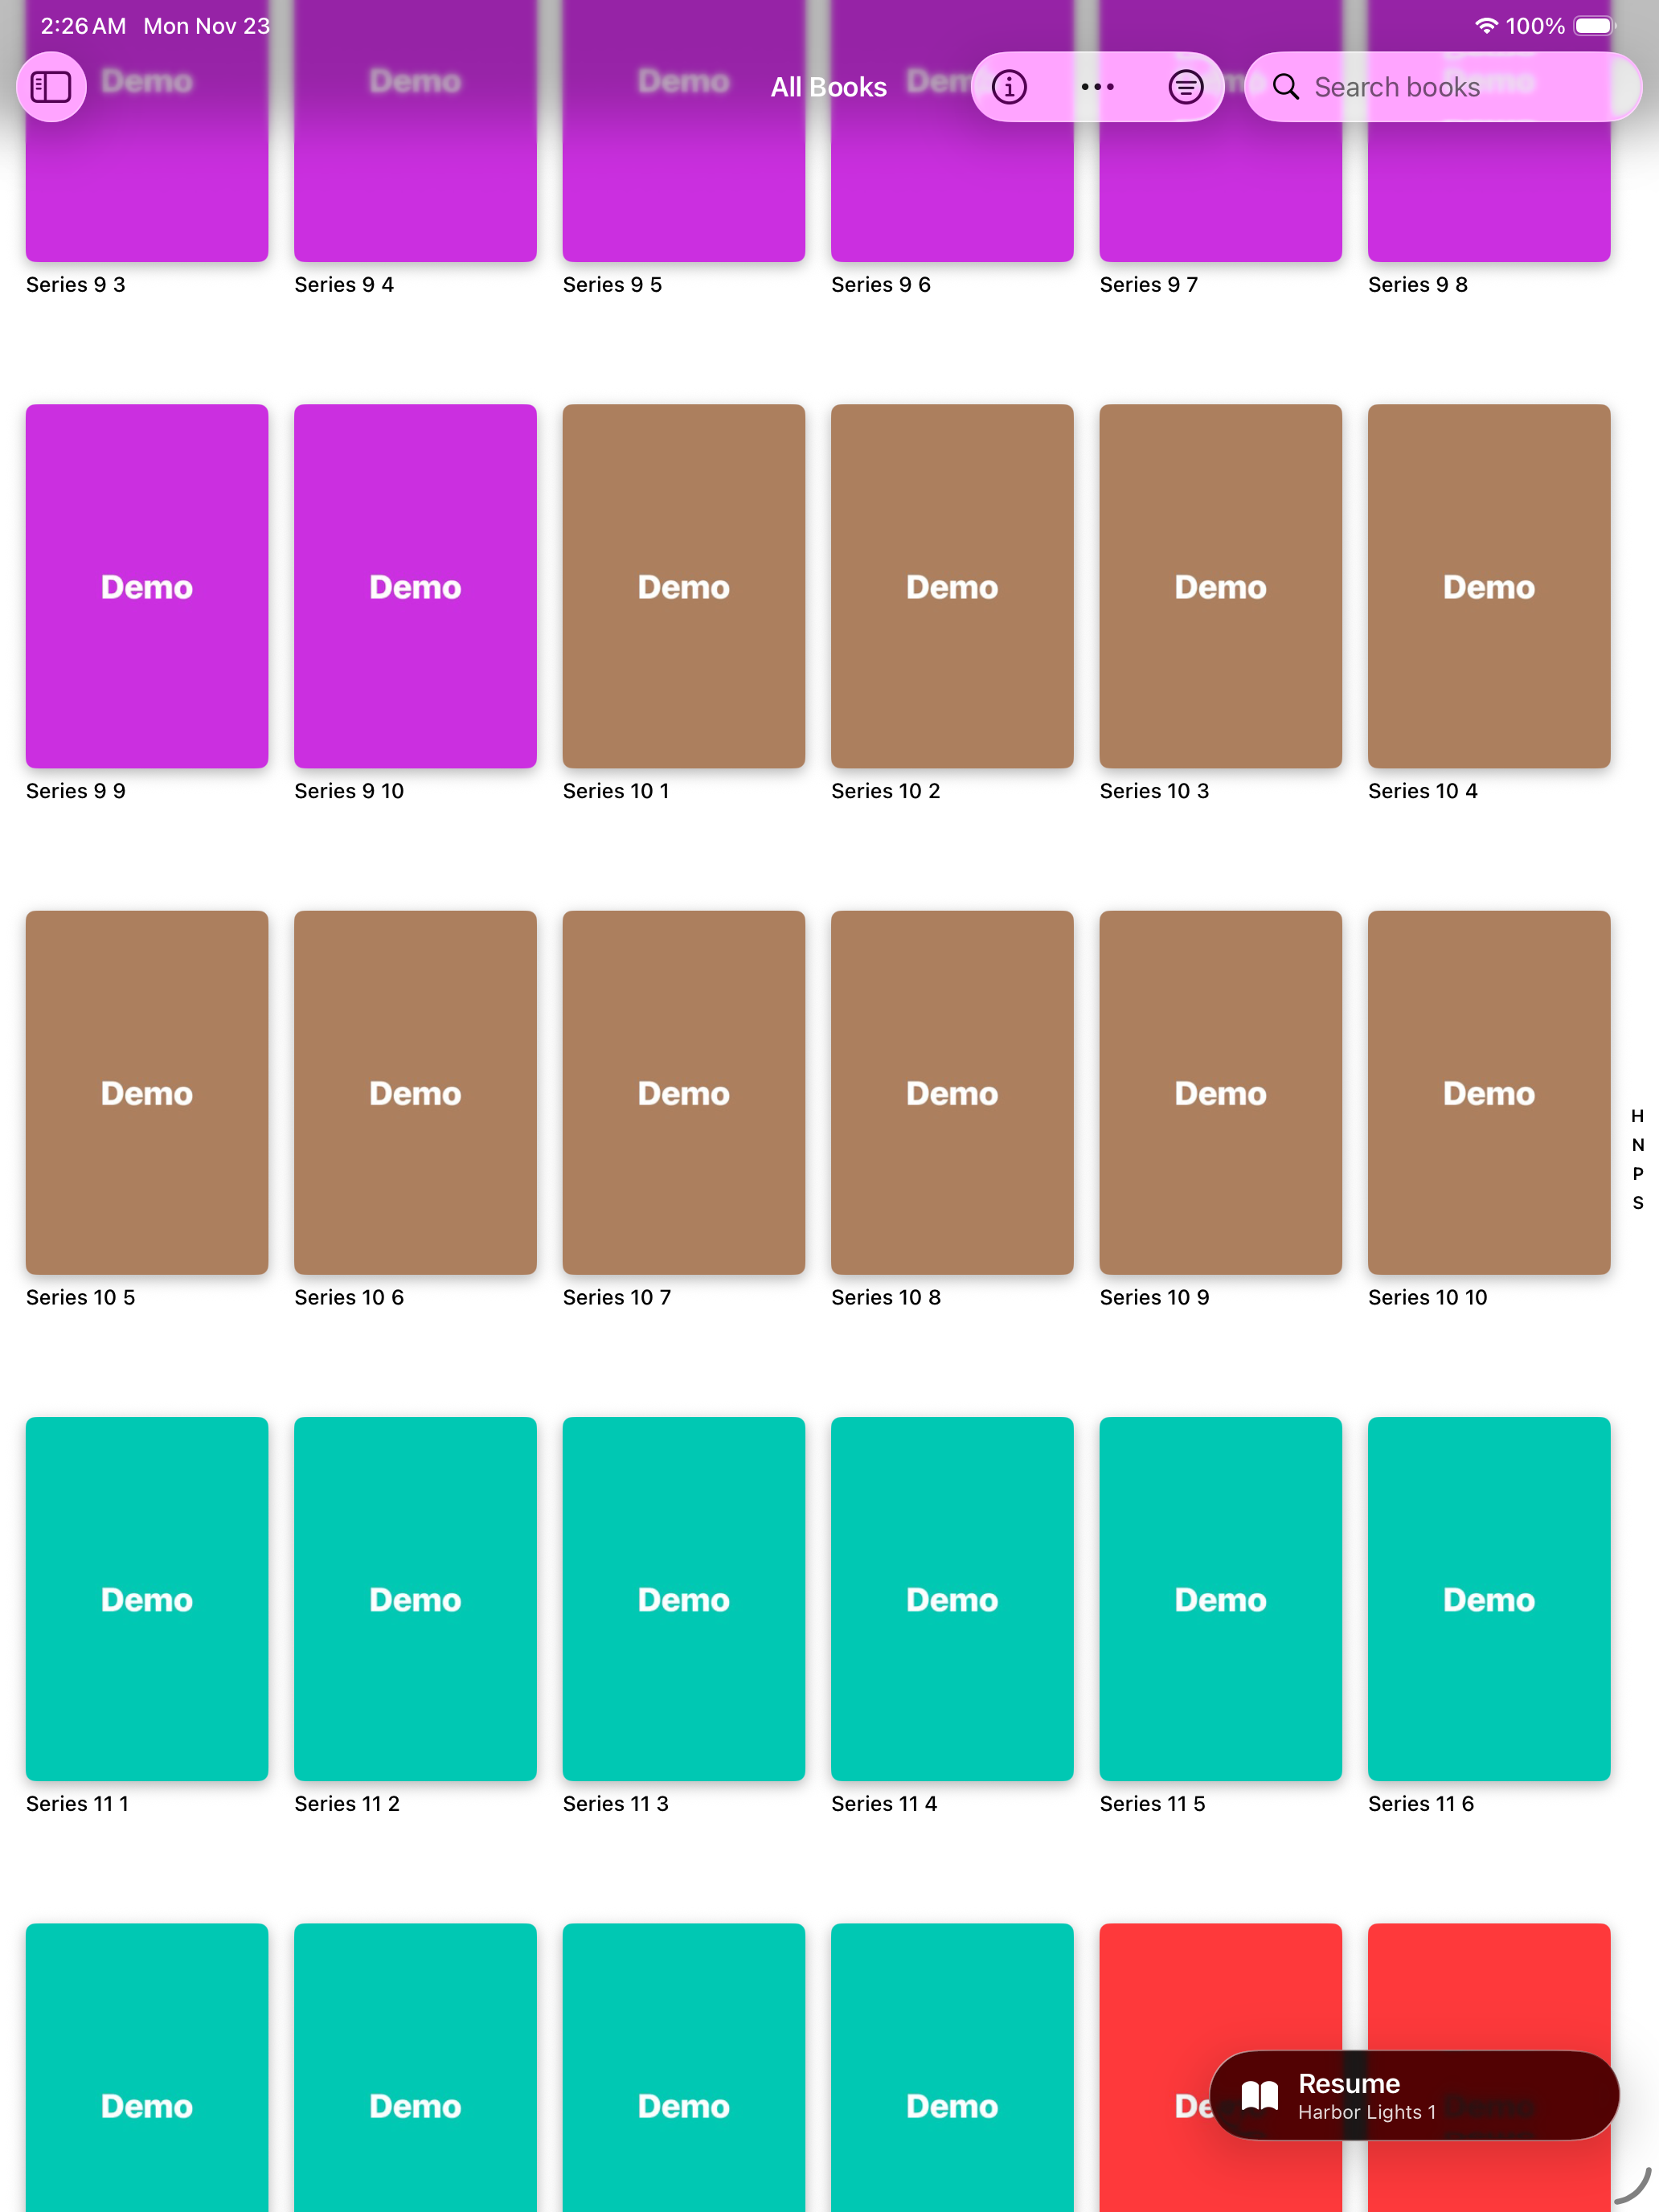 2:26 AM Mon Nov 23
100%
Demo Demo Demo Demo
All Books
Search books
Series 9 3 Series 9 4 Series 9 5 Series 9 6 Series 9 7 Series 9 8
Demo Demo Demo Demo Demo Demo
Series 9 9 Series 9 10 Series 10 1 Series 10 2 Series 10 3 Series 10 4
Demo Demo Demo Demo Demo Demo
Series 10 5 Series 10 6 Series 10 7 Series 10 8 Series 10 9 Series 10 10
H
N
P
S
Demo Demo Demo Demo Demo Demo
Series 11 1 Series 11 2 Series 11 3 Series 11 4 Series 11 5 Series 11 6
Demo Demo Demo Demo
Resume
Harbor Lights 1